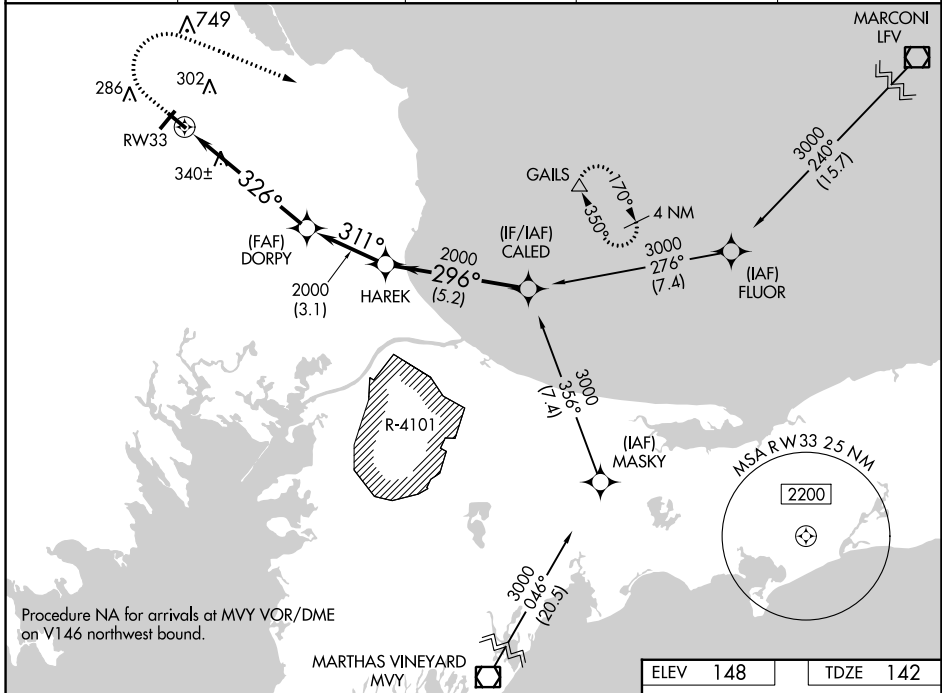 749
MARCONI
LFV
302
286
RW33
340±
326°
3000
240°
(15.7)
GAILS
170°
350°
4 NM
(FAF)
DORPY
311°
2000
(3.1)
HAREK
2000
296°
(5.2)
(IF/IAF)
CALED
3000
276°
(7.4)
(IAF)
FLUOR
3000
356°
(7.4)
R-4101
(IAF)
MASKY
MSA RW33 25 NM
2200
3000
046°
(20.5)
Procedure NA for arrivals at MVY VOR/DME
on V146 northwest bound.
MARTHAS VINEYARD
MVY
ELEV 148
TDZE 142